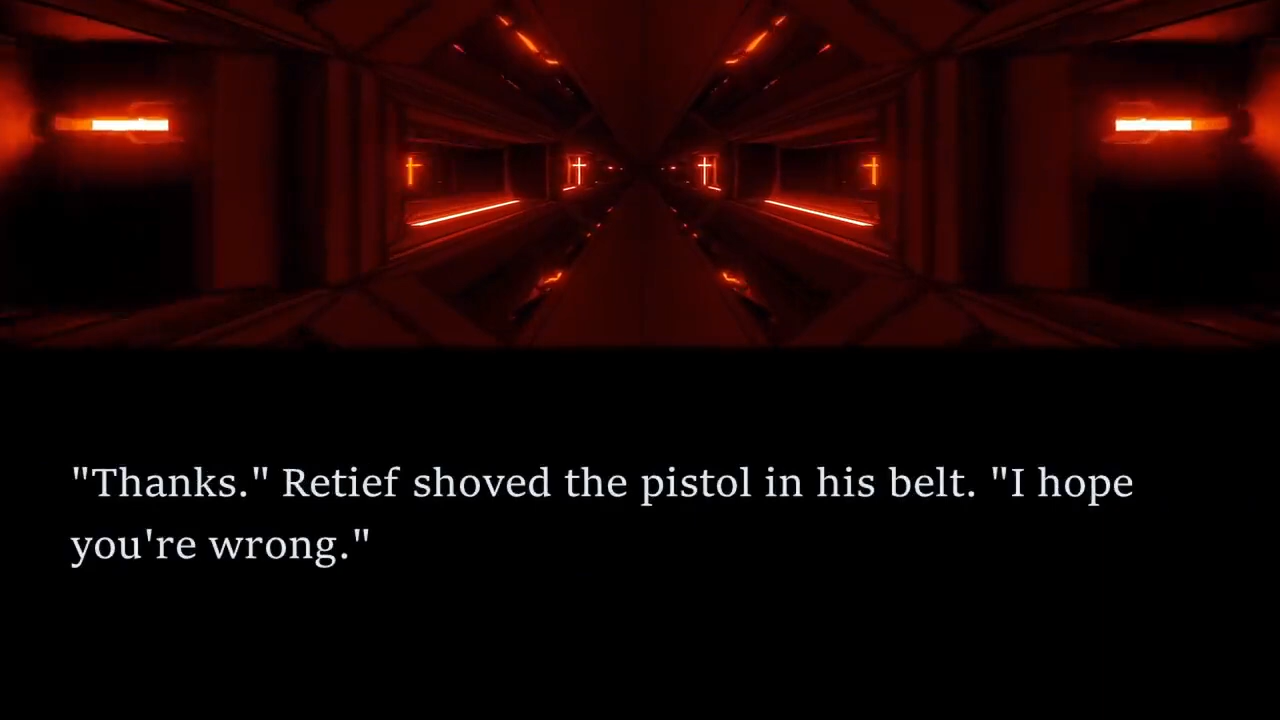 "Thanks." Retief shoved the pistol in his belt. "I hope
you're wrong."